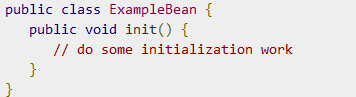 public class ExampleBean {
   public void init() {
      // do some initialization work
   }
}